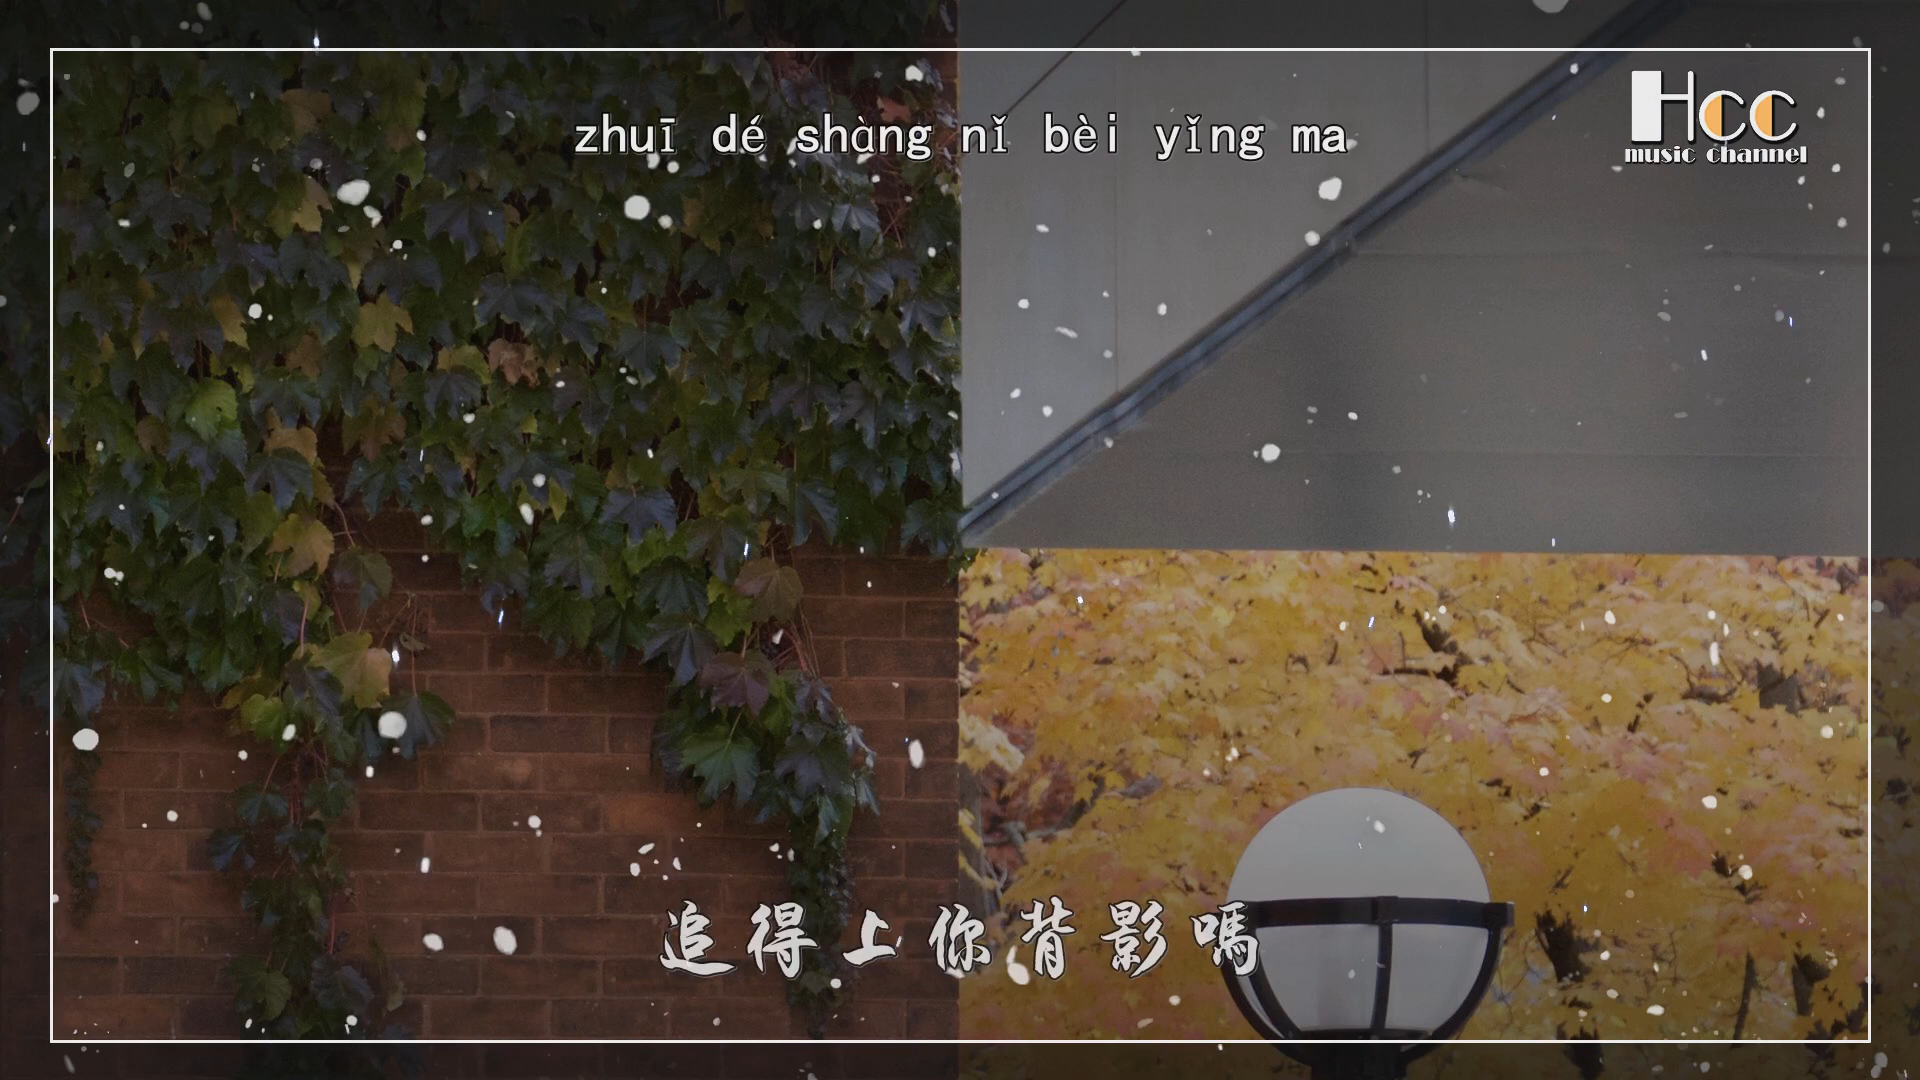 Hcc
music channel
zhuī dé shàng nǐ bèi yǐng ma
追得上你背影嗎